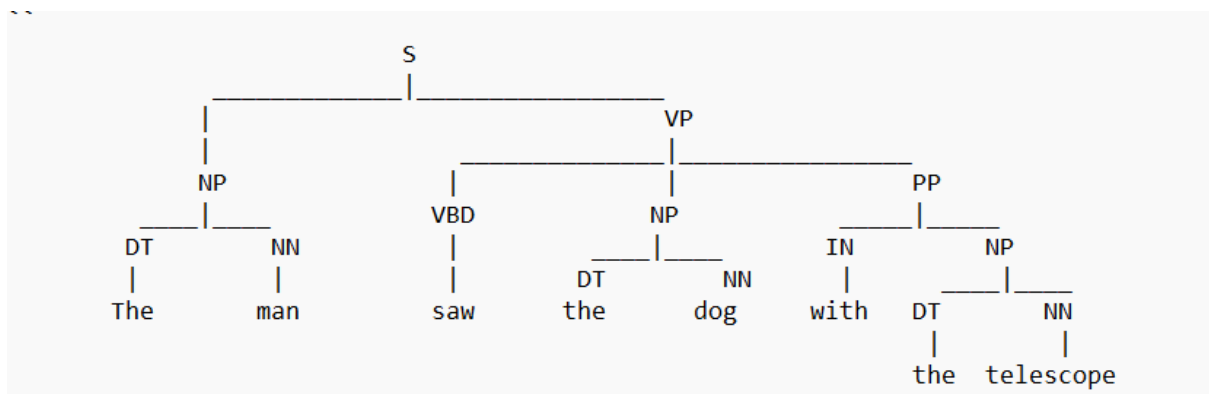 ``
S
VP
NP PP
VBD NP
DT NN IN NP
DT NN
The man saw the dog with DT NN
the telescope